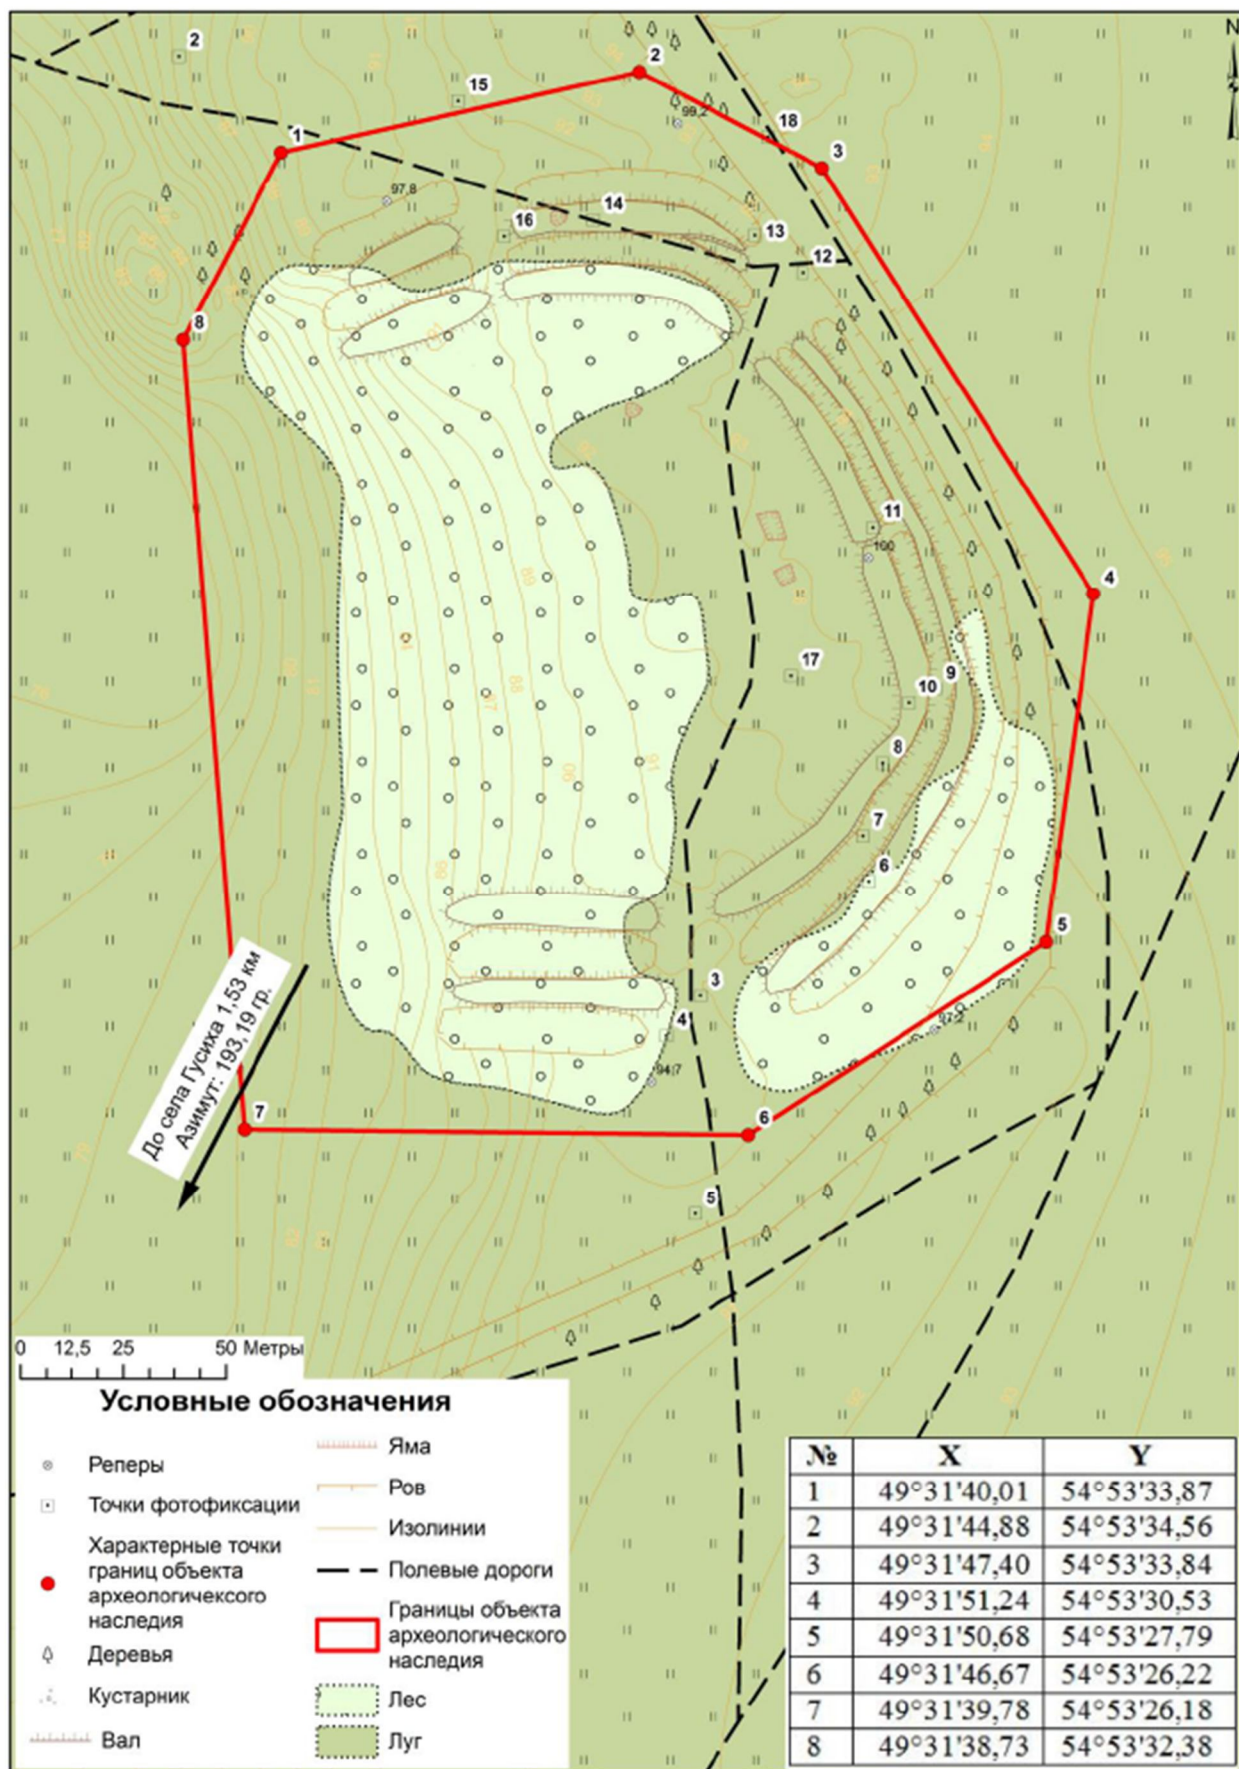 N
2
2
15
1
99,2
18
3
97,8
14
16
13
12
8
11
100
4
17
9
10
8
7
6
5
3
97,2
4
94,7
До села Гусиха 1,53 км
Азимут: 193,19 гр.
7
6
5
0 12,5 25 50 Метры
Условные обозначения
Реперы
Точки фотофиксации
Характерные точки
границ объекта
археологичексого
наследия
Деревья
Кустарник
Вал
Яма
Ров
Изолинии
Полевые дороги
Границы объекта
археологического
наследия
Лес
Луг
№ X Y
1 49°31'40,01 54°53'33,87
2 49°31'44,88 54°53'34,56
3 49°31'47,40 54°53'33,84
4 49°31'51,24 54°53'30,53
5 49°31'50,68 54°53'27,79
6 49°31'46,67 54°53'26,22
7 49°31'39,78 54°53'26,18
8 49°31'38,73 54°53'32,38